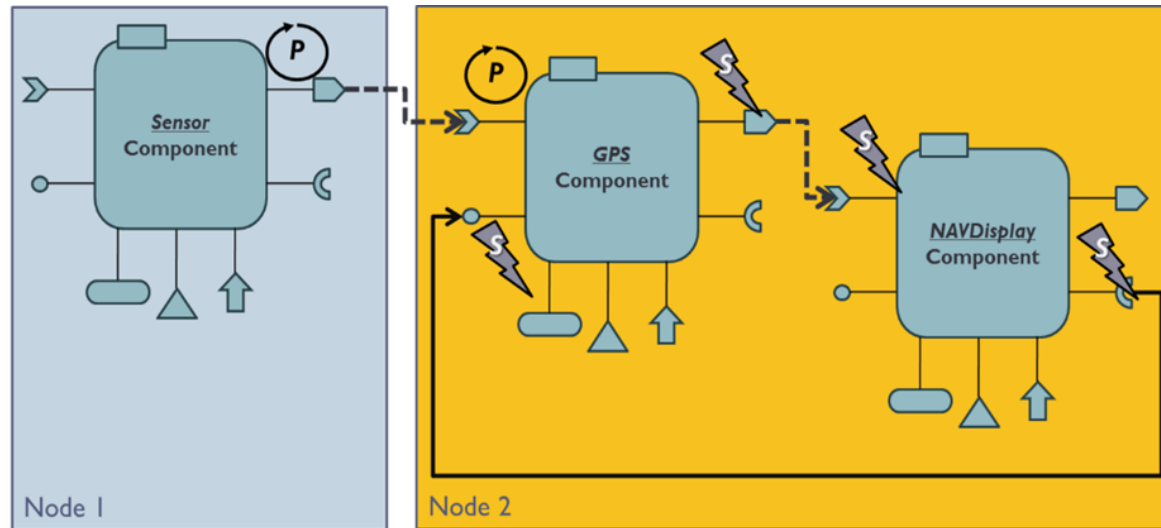 P
Sensor
Component
P
S
GPS
Component
S
S
NAVDisplay
Component
S
Node 1
Node 2